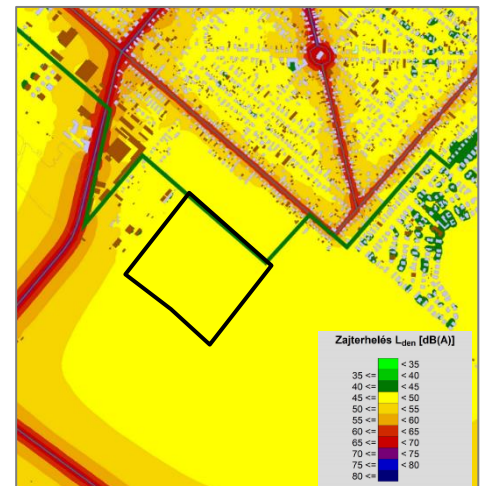 Zajterhelés Lden [dB(A)]
< 35
35 <= < 40
40 <= < 45
45 <= < 50
50 <= < 55
55 <= < 60
60 <= < 65
65 <= < 70
70 <= < 75
75 <= < 80
80 <=